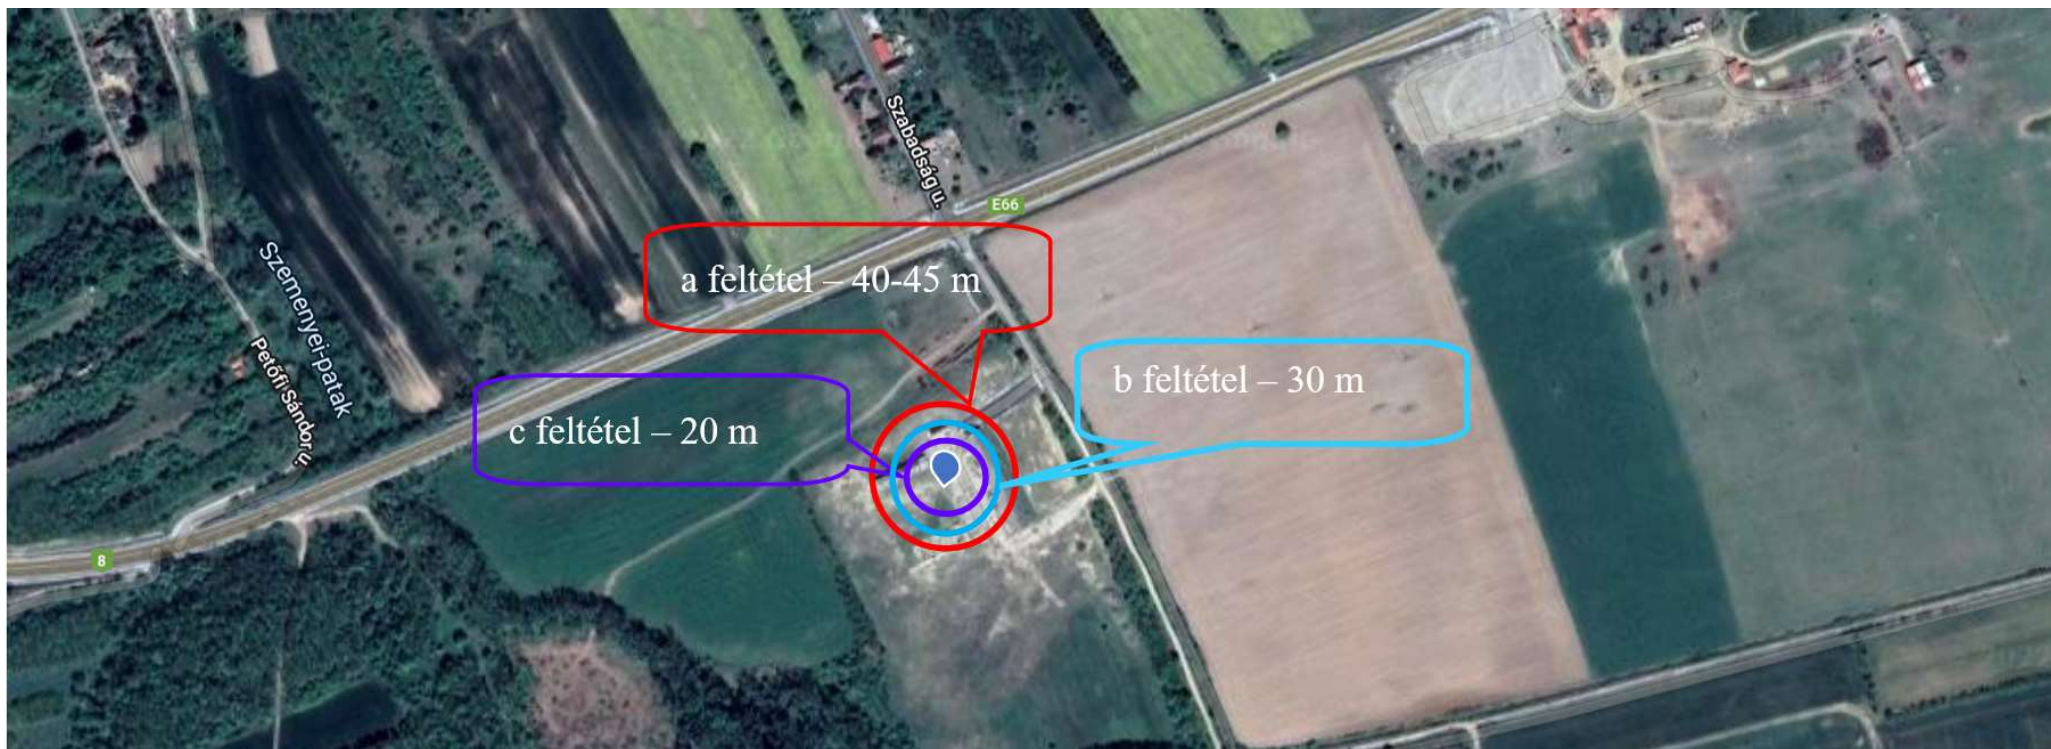 Szabadság u.
E66
Szemenyei-patak
a feltétel – 40-45 m
Petőfi Sándor u.
b feltétel – 30 m
c feltétel – 20 m
8